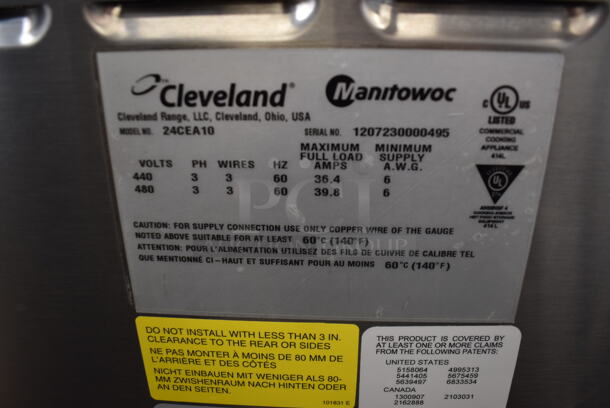 Cleveland® Manitowoc
Cleveland Range, LLC, Cleveland, Ohio, USA
MODEL NO. 24CEA10 SERIAL NO. 1207230000495
MAXIMUM MINIMUM
FULL LOAD SUPPLY
VOLTS PH WIRES HZ AMPS A.W.G.
440 3 3 60 36.4 6
480 3 3 60 39.8 6
CAUTION: FOR SUPPLY CONNECTION USE ONLY COPPER WIRE OF THE GAUGE
NOTED ABOVE SUITABLE FOR AT LEAST 60°C (140°F)
ATTENTION: POUR L'ALIMENTATION UTILISEZ DES FILS DE CUIVRE DE CALIBRE TEL
QUE MENTIONNÉ CI-HAUT ET SUFFISANT POUR AU MOINS 60°C (140°F)
C UL US
LISTED
COMMERCIAL
COOKING
APPLIANCE
414L
UL
DO NOT INSTALL WITH LESS THAN 3 IN.
CLEARANCE TO THE REAR OR SIDES
NE PAS MONTER À MOINS DE 80 MM DE
L'ARRIÈRE ET DES CÔTÉS
NICHT EINBAUEN MIT WENIGER ALS 80-
MM ZWISHENRAUM NACH HINTEN ODER
AN DEN SEITEN.
101631 E
THIS PRODUCT IS COVERED BY
AT LEAST ONE OR MORE CLAIMS
FROM THE FOLLOWING PATENTS:
UNITED STATES
5158064 4995313
5441405 5675459
5639497 6833534
CANADA
1300907 2103031
2162888
PCI